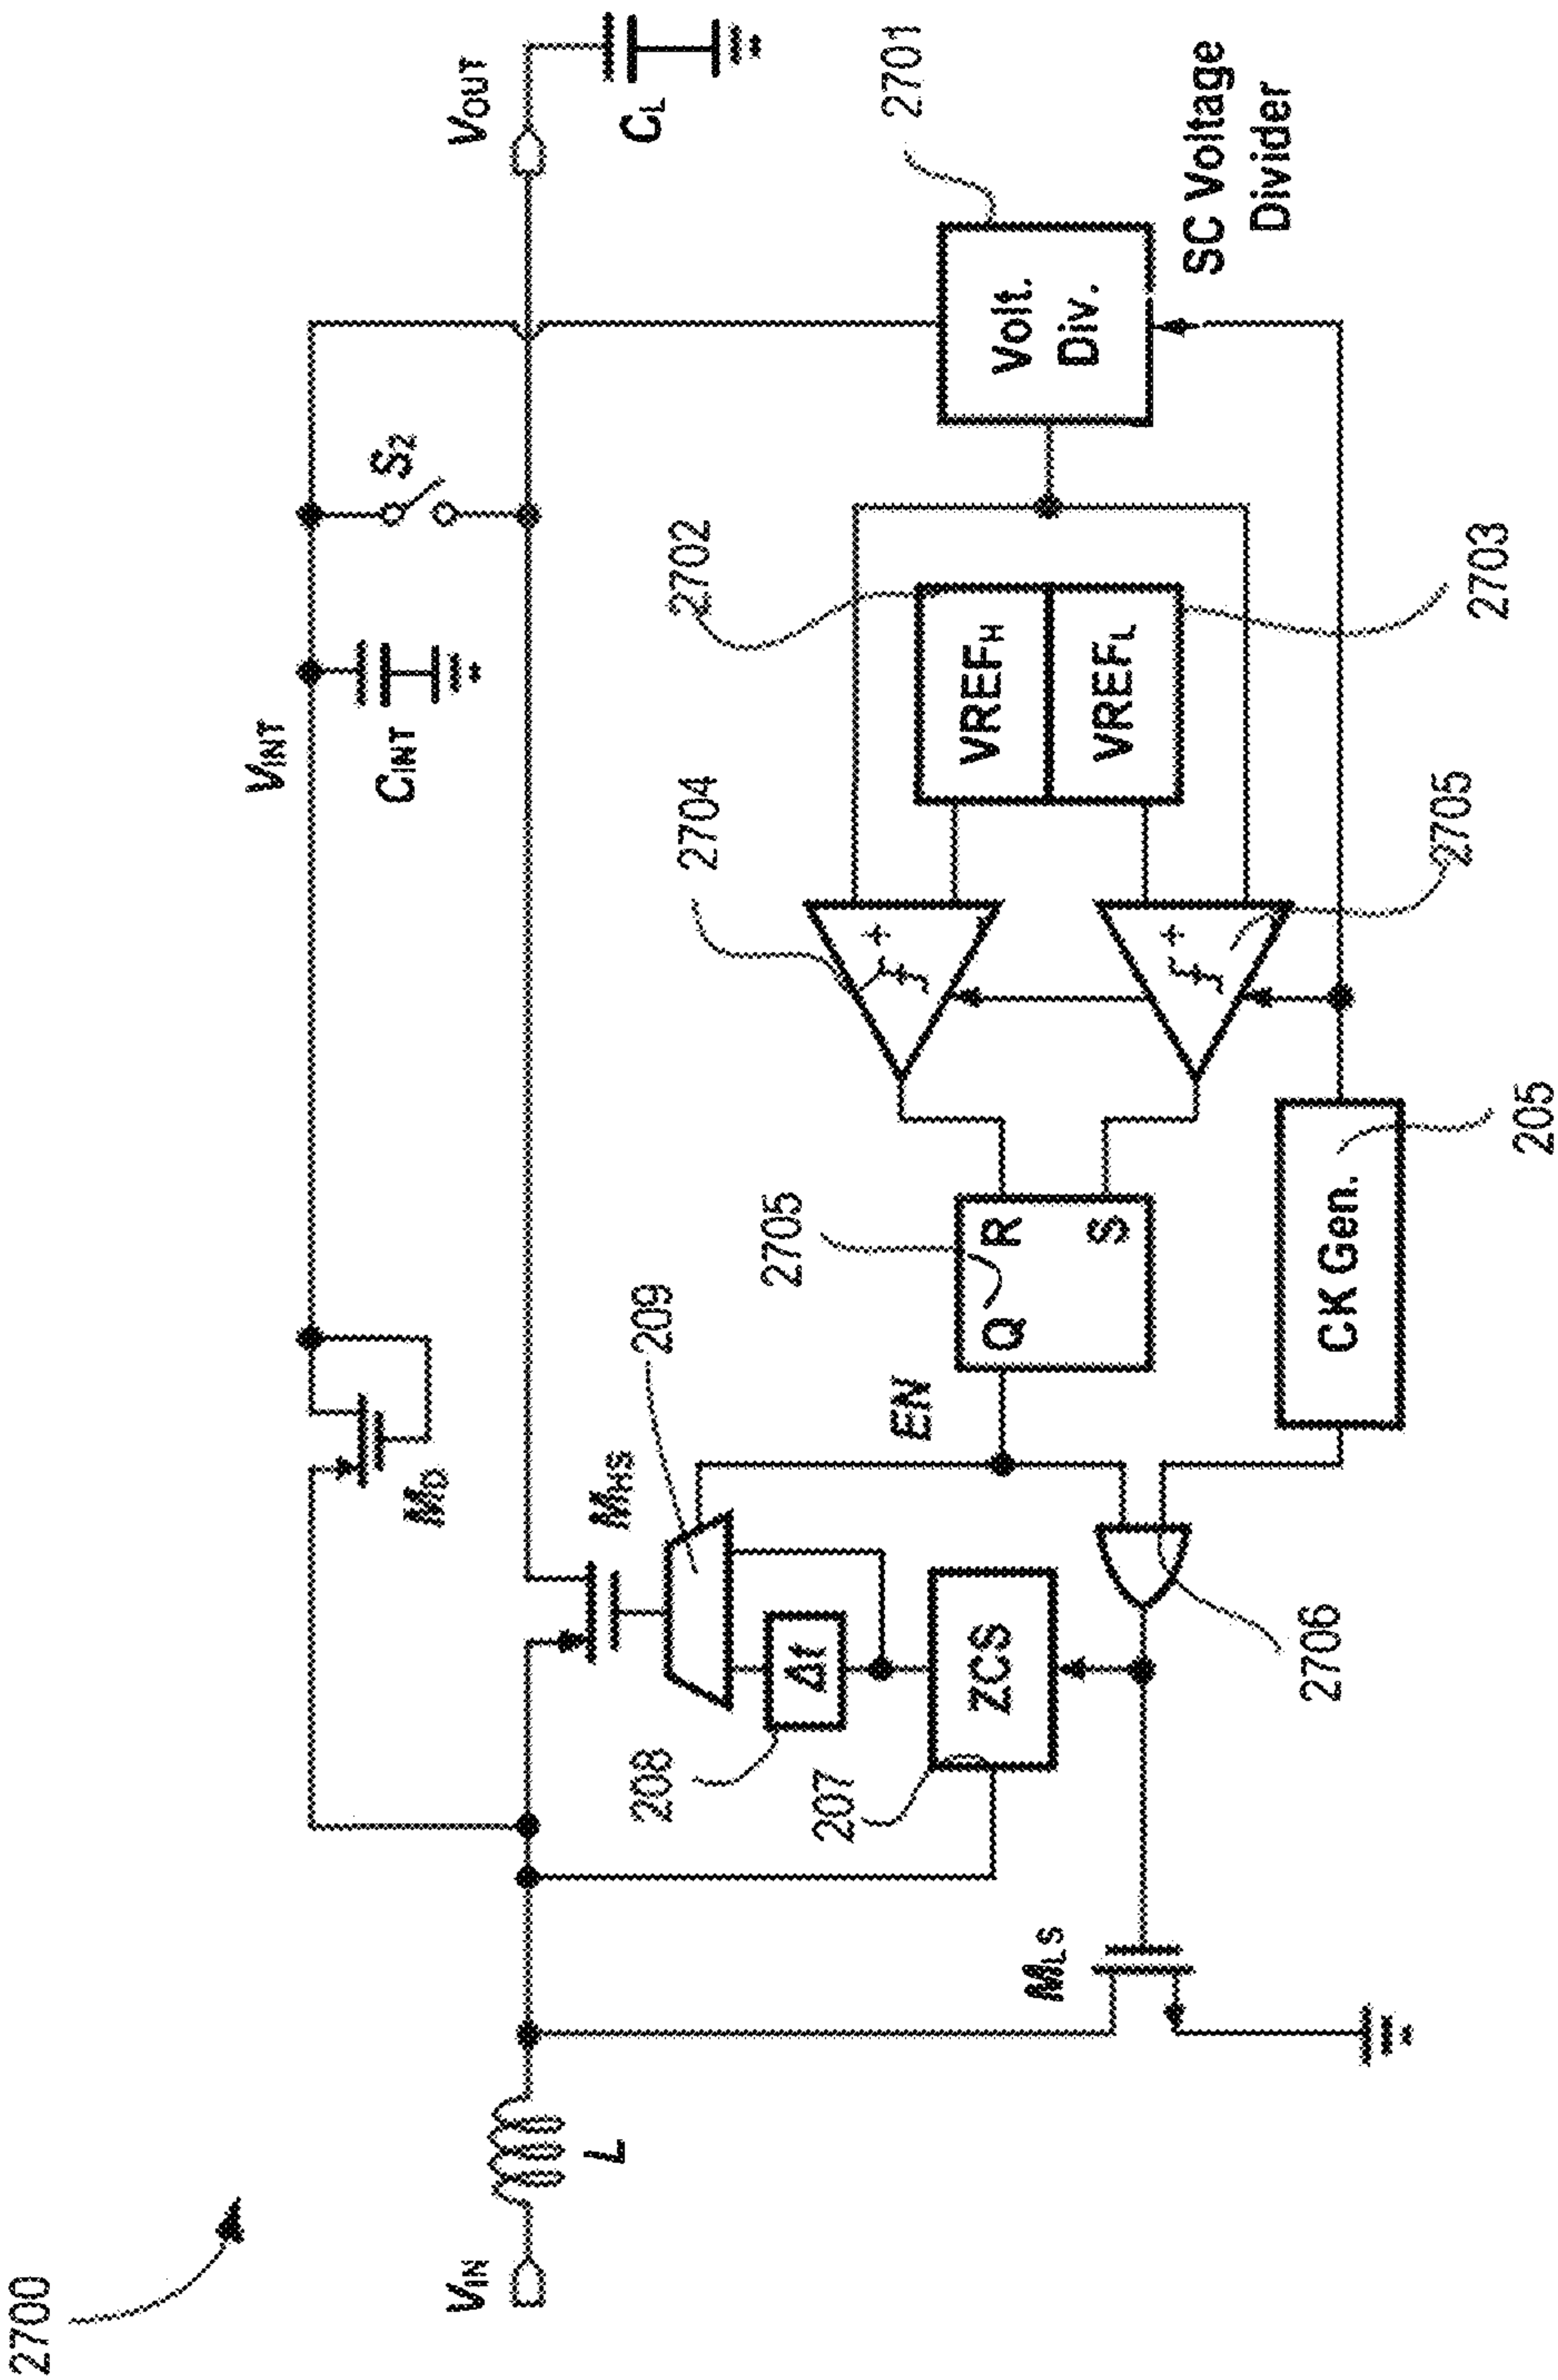 2700
VINT
CINT
S2
MD
VOUT
CL
VIN
L
MHS
209
208
Δt
207
ZCS
MLS
2706
EN
2705
Q
R
S
2704
2702
VREFH
VREFL
2703
2705
Volt.
Div.
2701
SC Voltage
Divider
CK Gen.
205